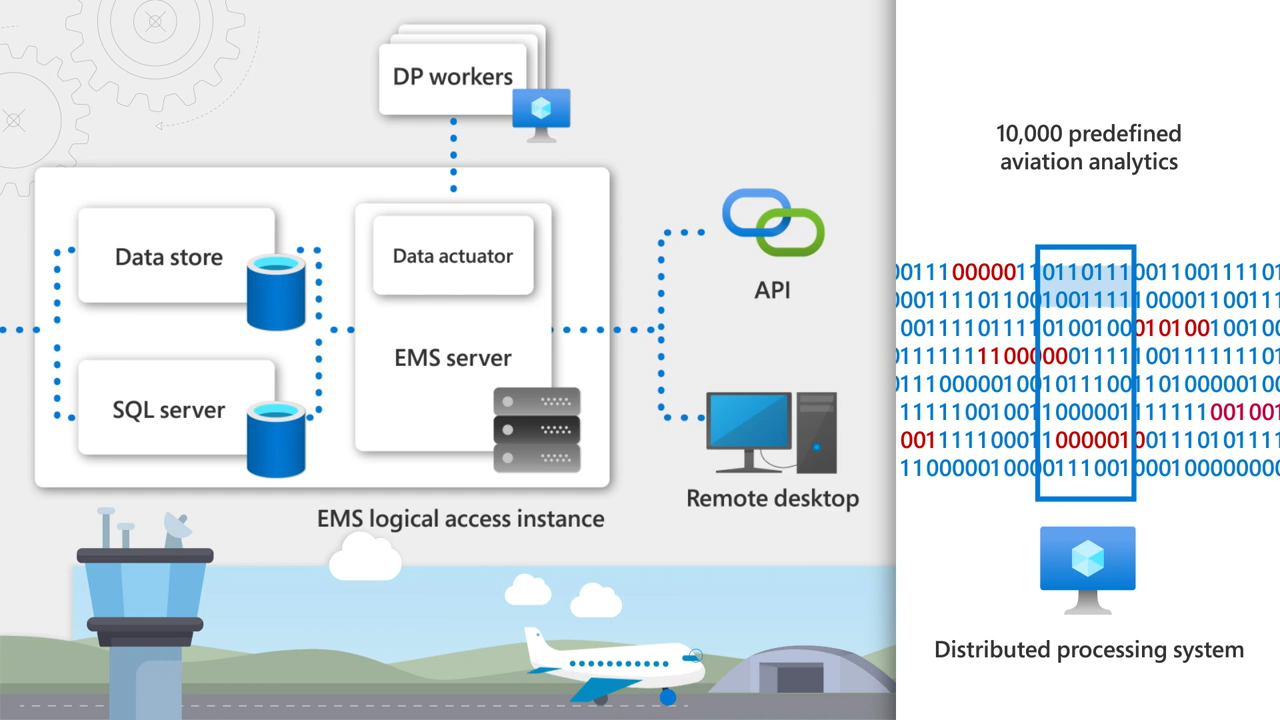 DP workers
Data store
Data actuator
EMS server
SQL server
EMS logical access instance
API
Remote desktop
10,000 predefined
aviation analytics
Distributed processing system